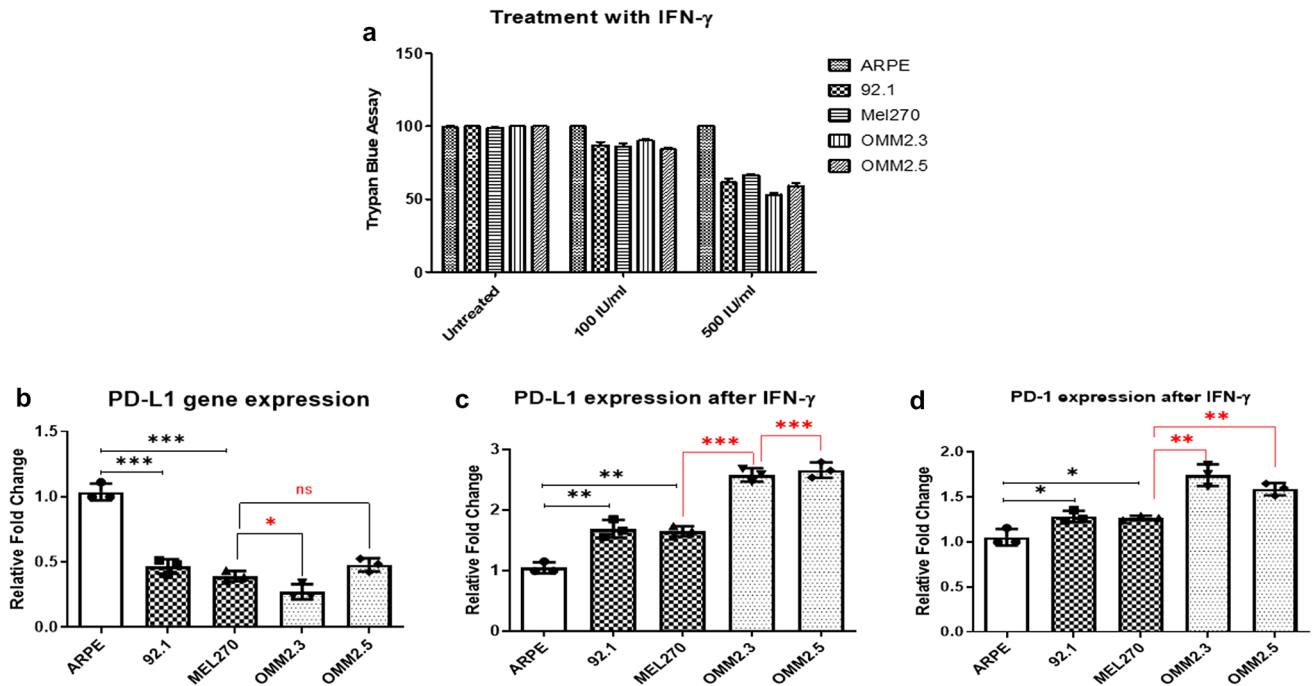 Treatment with IFN-γ
a
150
100
50
0
Trypan Blue Assay
Untreated
100 IU/ml
500 IU/ml
ARPE
92.1
Mel270
OMM2.3
OMM2.5
b
PD-L1 gene expression
Relative Fold Change
1.5
1.0
0.5
0.0
***
***
ns
*
ARPE
92.1
MEL270
OMM2.3
OMM2.5
c
PD-L1 expression after IFN-γ
Relative Fold Change
3
2
1
0
**
**
***
***
ARPE
92.1
MEL270
OMM2.3
OMM2.5
d
PD-1 expression after IFN-γ
Relative Fold Change
2.0
1.5
1.0
0.5
0.0
*
*
**
**
ARPE
92.1
MEL270
OMM2.3
OMM2.5